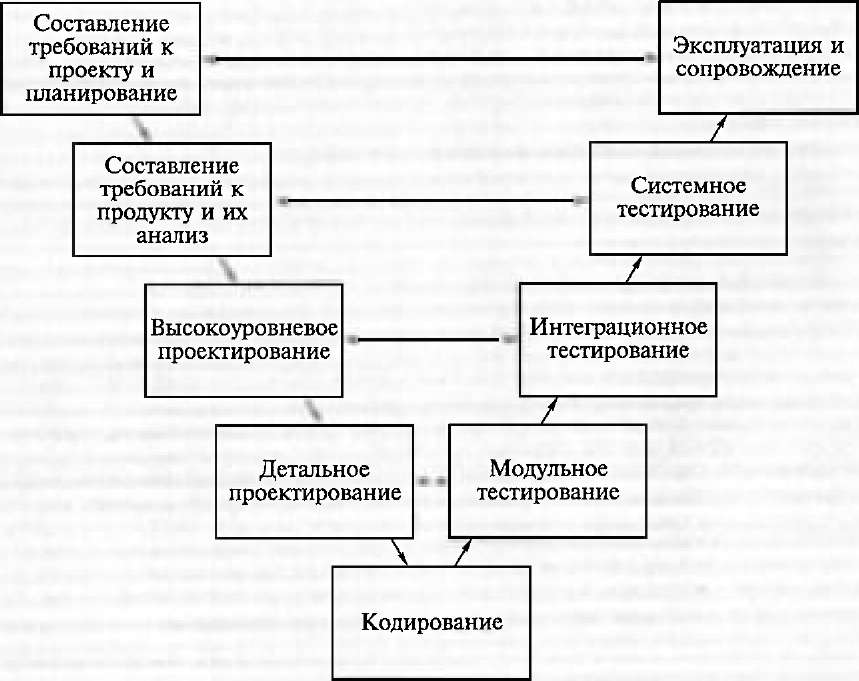 Составление
требований к
проекту и
планирование
Эксплуатация и
сопровождение
Составление
требований к
продукту и их
анализ
Системное
тестирование
Высокоуровневое
проектирование
Интеграционное
тестирование
Детальное
проектирование
Модульное
тестирование
Кодирование